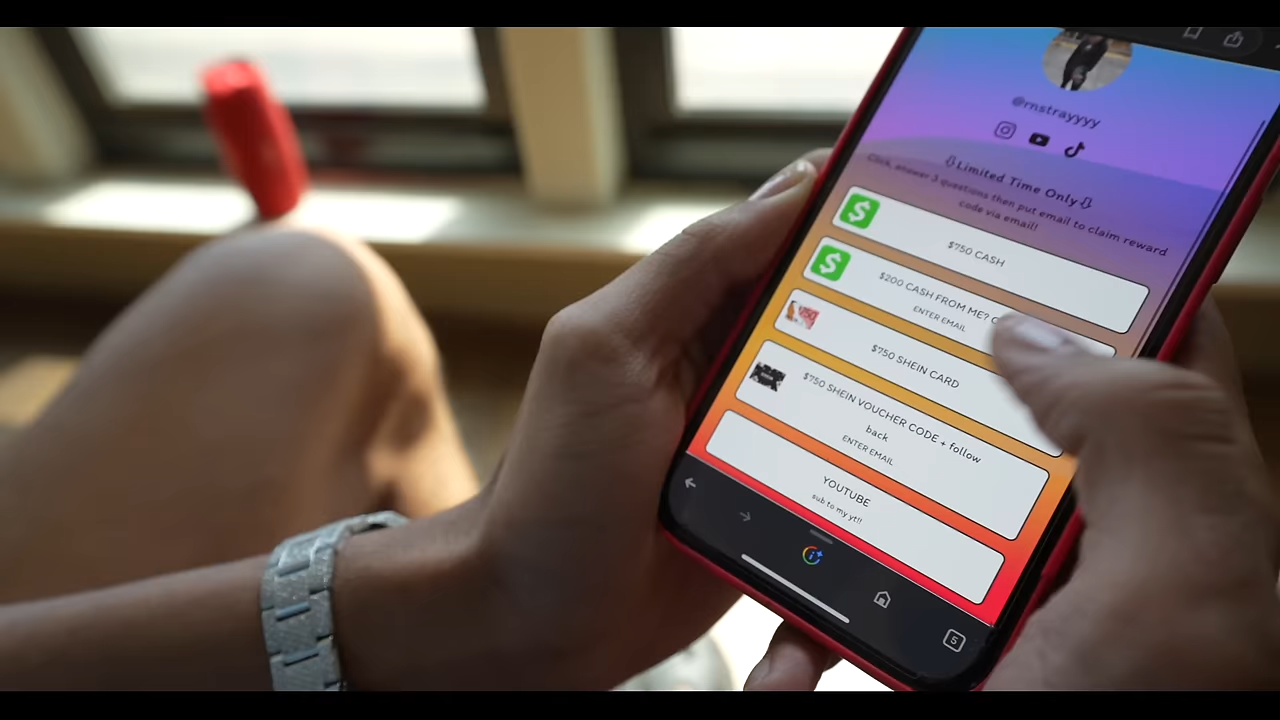 @rnstrayyyy
⇩Limited Time Only⇩
Click, answer 3 questions then put email to claim reward
code via email!
$
$750 CASH
$
$200 CASH FROM ME?
ENTER EMAIL
$750 SHEIN CARD
$750 SHEIN VOUCHER CODE + follow
back
ENTER EMAIL
YOUTUBE
sub to my yt!!
5